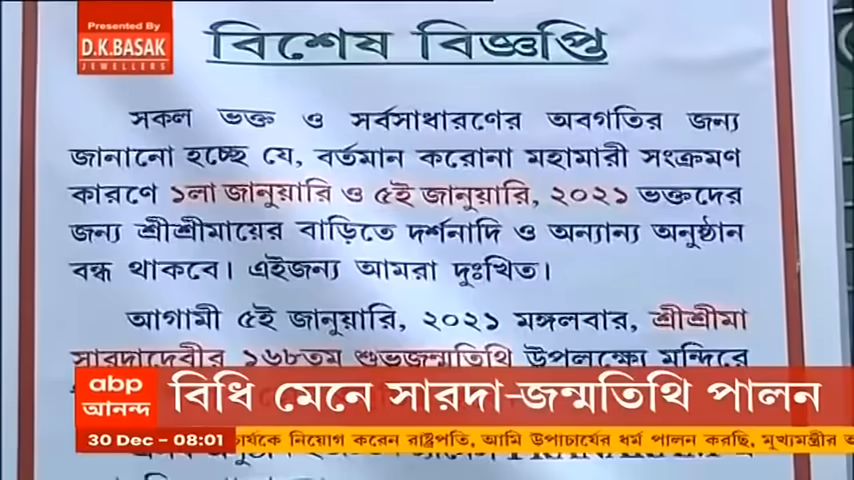 Presented By
D.K.BASAK
JEWELLERS
বিশেষ বিজ্ঞপ্তি
সকল ভক্ত ও সর্বসাধারণের অবগতির জন্য
জানানো হচ্ছে যে, বর্তমান করোনা মহামারী সংক্রমণ
কারণে ১লা জানুয়ারি ও ৫ই জানুয়ারি, ২০২১ ভক্তদের
জন্য শ্রীশ্রীমায়ের বাড়িতে দর্শনাদি ও অন্যান্য অনুষ্ঠান
বন্ধ থাকবে। এইজন্য আমরা দুঃখিত।
আগামী ৫ই জানুয়ারি, ২০২১ মঙ্গলবার, শ্রীশ্রীমা
সারদাদেবীর ১৬৮তম শুভজন্মতিথি উপলক্ষ্যে মন্দিরে
abp
আনন্দ
বিধি মেনে সারদা-জন্মতিথি পালন
30 Dec - 08:01
র্যকে নিয়োগ করেন রাষ্ট্রপতি, আমি উপাচার্যের ধর্ম পালন করছি, মুখ্যমন্ত্রীর